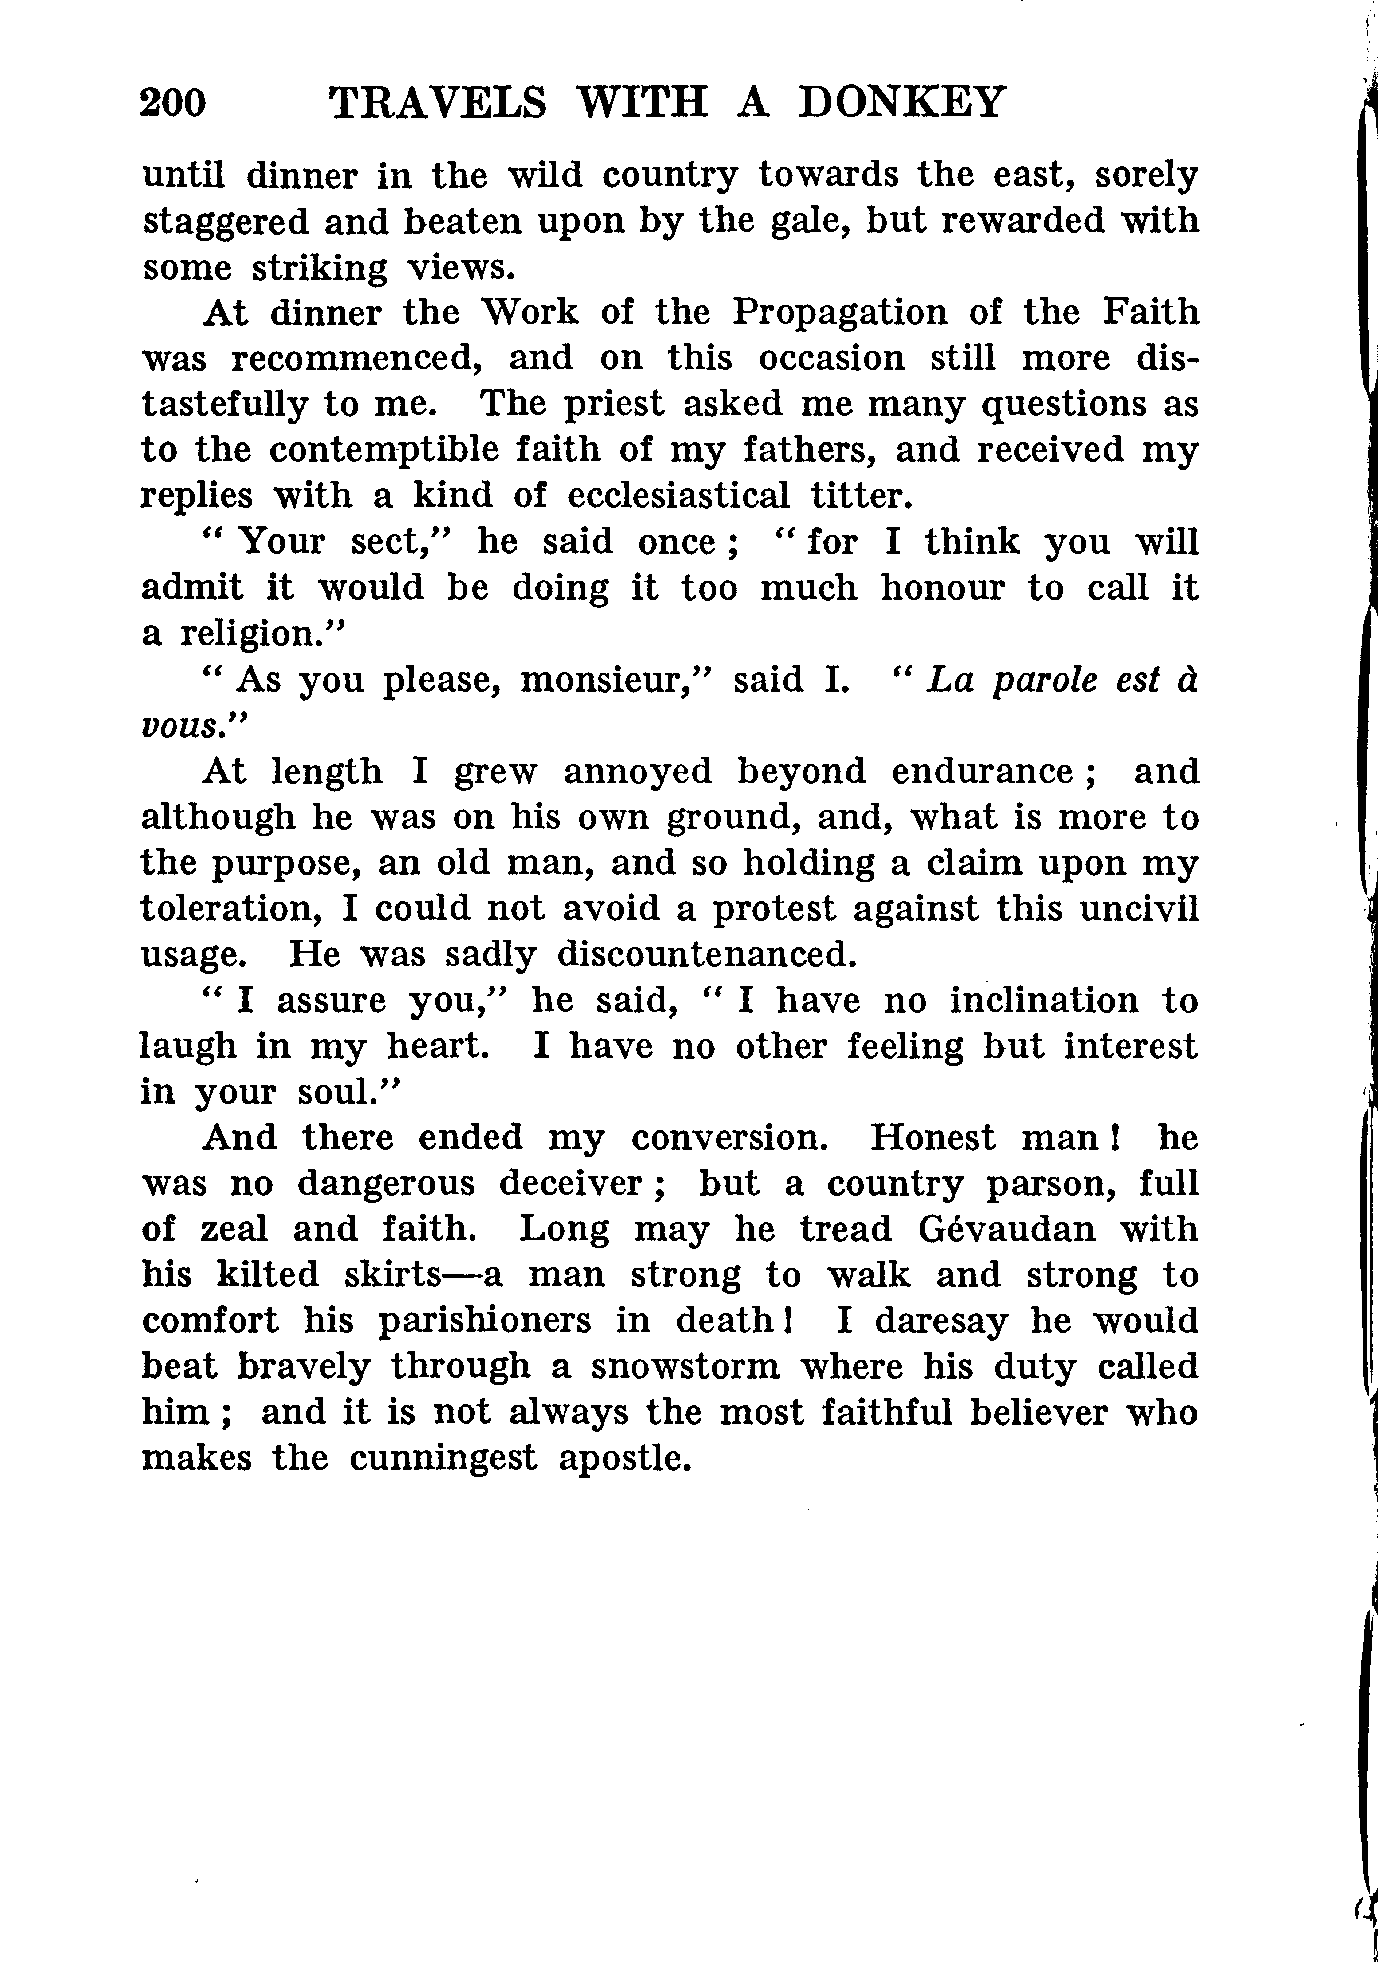 200 TRAVELS WITH A DONKEY
until dinner in the wild country towards the east, sorely
staggered and beaten upon by the gale, but rewarded with
some striking views.
At dinner the Work of the Propagation of the Faith
was recommenced, and on this occasion still more dis-
tastefully to me. The priest asked me many questions as
to the contemptible faith of my fathers, and received my
replies with a kind of ecclesiastical titter.
“ Your sect,” he said once ; “ for I think you will
admit it would be doing it too much honour to call it
a religion.”
“ As you please, monsieur,” said I. “ La parole est à
vous.”
At length I grew annoyed beyond endurance ; and
although he was on his own ground, and, what is more to
the purpose, an old man, and so holding a claim upon my
toleration, I could not avoid a protest against this uncivil
usage. He was sadly discountenanced.
“ I assure you,” he said, “ I have no inclination to
laugh in my heart. I have no other feeling but interest
in your soul.”
And there ended my conversion. Honest man ! he
was no dangerous deceiver ; but a country parson, full
of zeal and faith. Long may he tread Gévaudan with
his kilted skirts—a man strong to walk and strong to
comfort his parishioners in death ! I daresay he would
beat bravely through a snowstorm where his duty called
him ; and it is not always the most faithful believer who
makes the cunningest apostle.